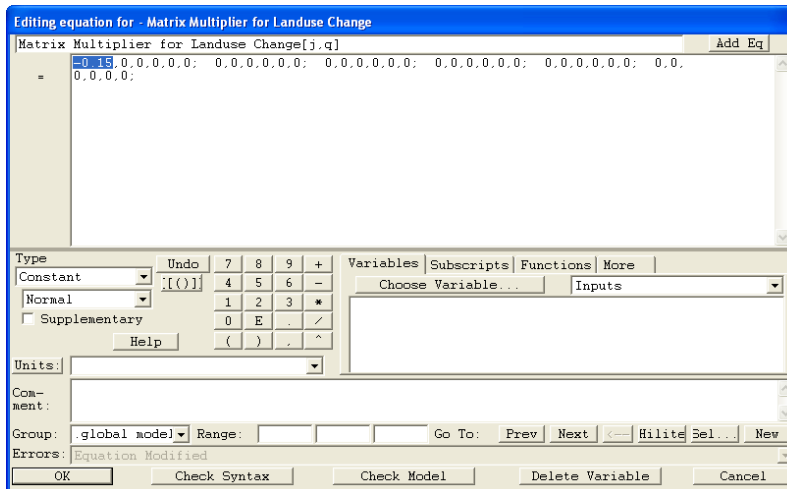 Editing equation for - Matrix Multiplier for Landuse Change
Matrix Multiplier for Landuse Change[j,q] Add Eq
= -0.15,0,0,0,0,0; 0,0,0,0,0,0; 0,0,0,0,0,0; 0,0,0,0,0,0; 0,0,0,0,0,0; 0,0,
0,0,0,0;
Type Undo 7 8 9 + Variables Subscripts Functions More
Constant [[()]] 4 5 6 - Choose Variable... Inputs
Normal 1 2 3 *
Supplementary 0 E . /
Help ( ) , ^
Units:
Com-
ment:
Group: .global model Range: Go To: Prev Next <-- Hilite Sel... New
Errors: Equation Modified
OK Check Syntax Check Model Delete Variable Cancel